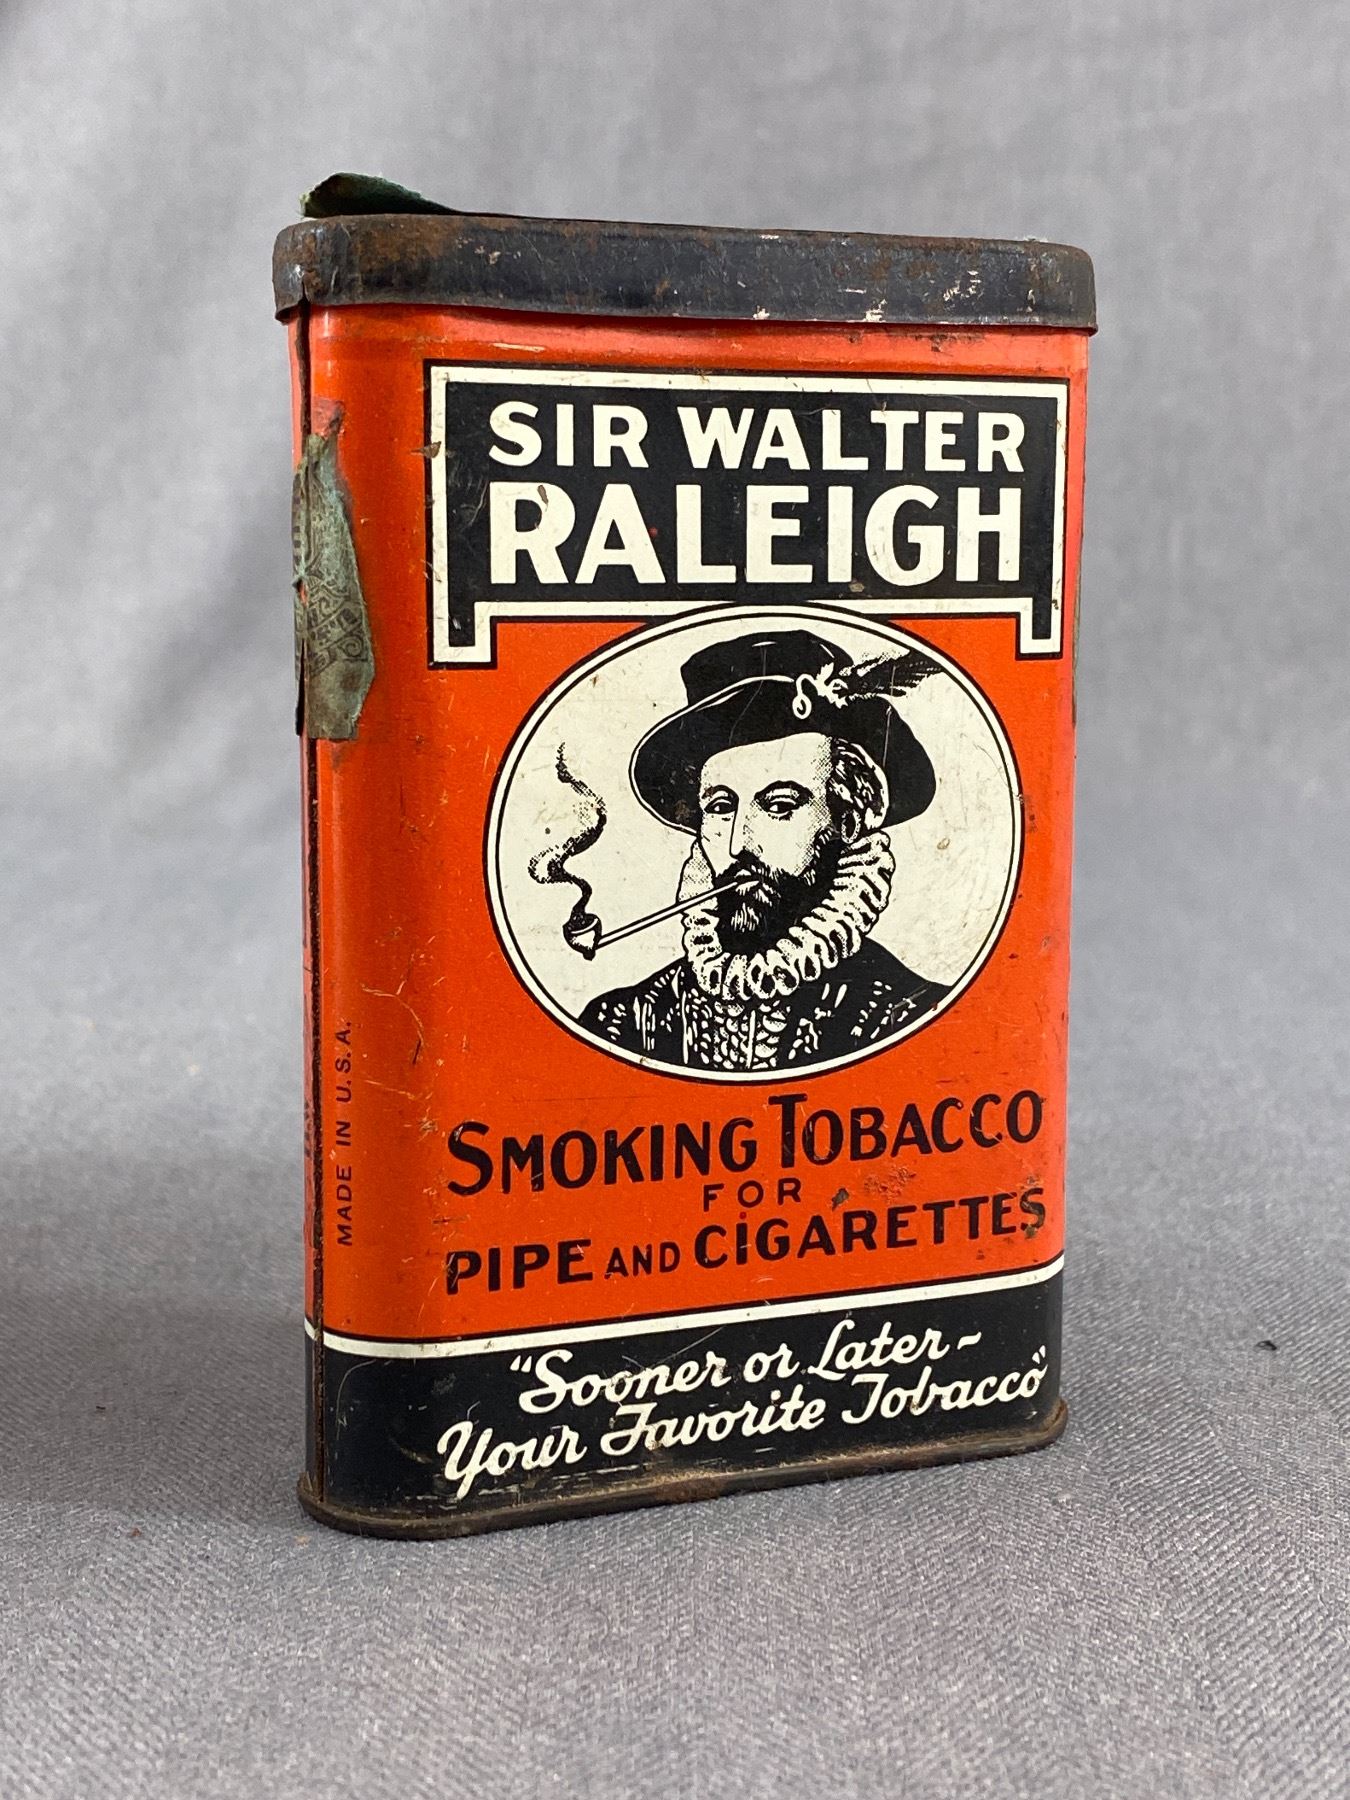 SIR WALTER
RALEIGH
SMOKING TOBACCO
FOR
PIPE AND CIGARETTES
"Sooner or Later-
Your Favorite Tobacco"
MADE IN U.S.A.